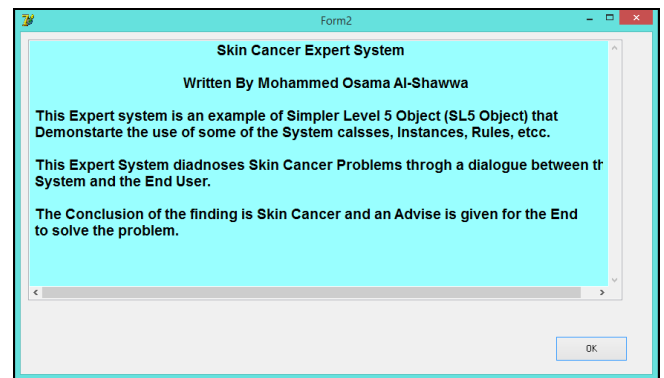 Form2
Skin Cancer Expert System
Written By Mohammed Osama Al-Shawwa
This Expert system is an example of Simpler Level 5 Object (SL5 Object) that
Demonstarte the use of some of the System calsses, Instances, Rules, etcc.
This Expert System diadnoses Skin Cancer Problems throgh a dialogue between th
System and the End User.
The Conclusion of the finding is Skin Cancer and an Advise is given for the End
to solve the problem.
OK